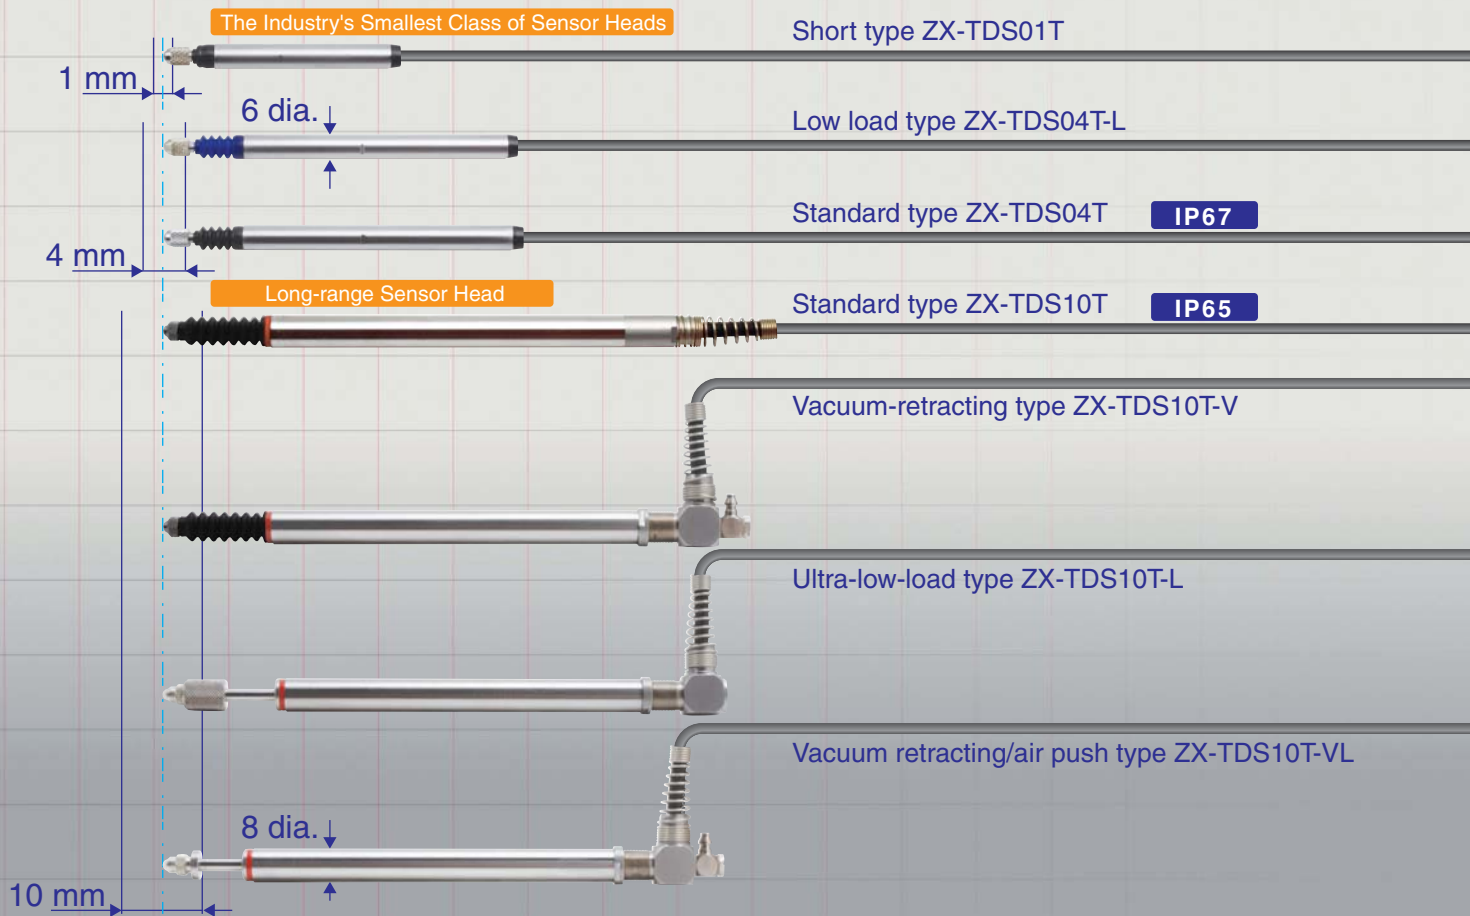 The Industry's Smallest Class of Sensor Heads
Short type ZX-TDS01T
1 mm
6 dia.
Low load type ZX-TDS04T-L
Standard type ZX-TDS04T
IP67
4 mm
Long-range Sensor Head
Standard type ZX-TDS10T
IP65
Vacuum-retracting type ZX-TDS10T-V
Ultra-low-load type ZX-TDS10T-L
Vacuum retracting/air push type ZX-TDS10T-VL
8 dia.
10 mm